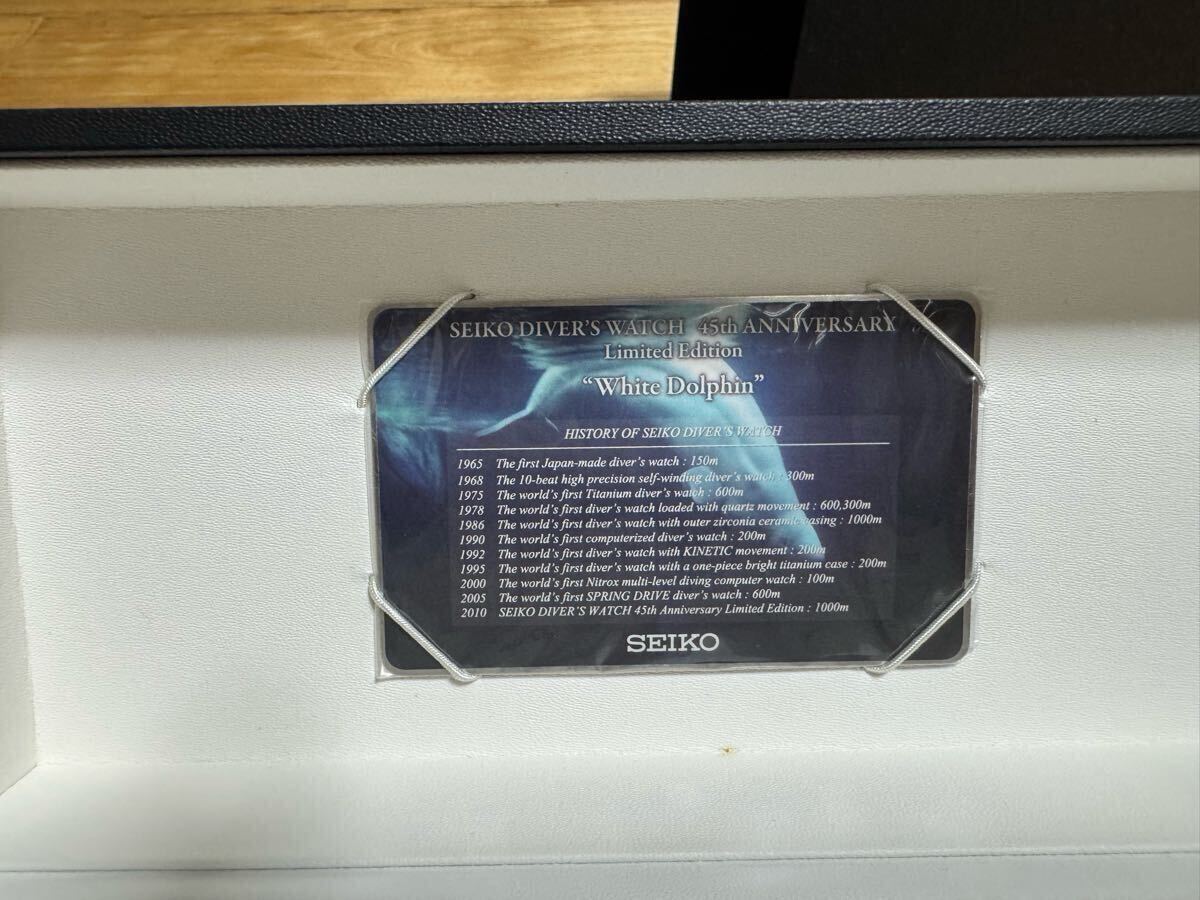 SEIKO DIVER'S WATCH 45th ANNIVERSARY
Limited Edition
"White Dolphin"
HISTORY OF SEIKO DIVER'S WATCH
1965 The first Japan-made diver's watch : 150m
1968 The 10-beat high precision self-winding diver's watch : 300m
1975 The world's first Titanium diver's watch : 600m
1978 The world's first diver's watch loaded with quartz movement : 600,300m
1986 The world's first diver's watch with outer zirconia ceramic casing : 1000m
1990 The world's first computerized diver's watch : 200m
1992 The world's first diver's watch with KINETIC movement : 200m
1995 The world's first diver's watch with a one-piece bright titanium case : 200m
2000 The world's first Nitrox multi-level diving computer watch : 100m
2005 The world's first SPRING DRIVE diver's watch : 600m
2010 SEIKO DIVER'S WATCH 45th Anniversary Limited Edition : 1000m
SEIKO